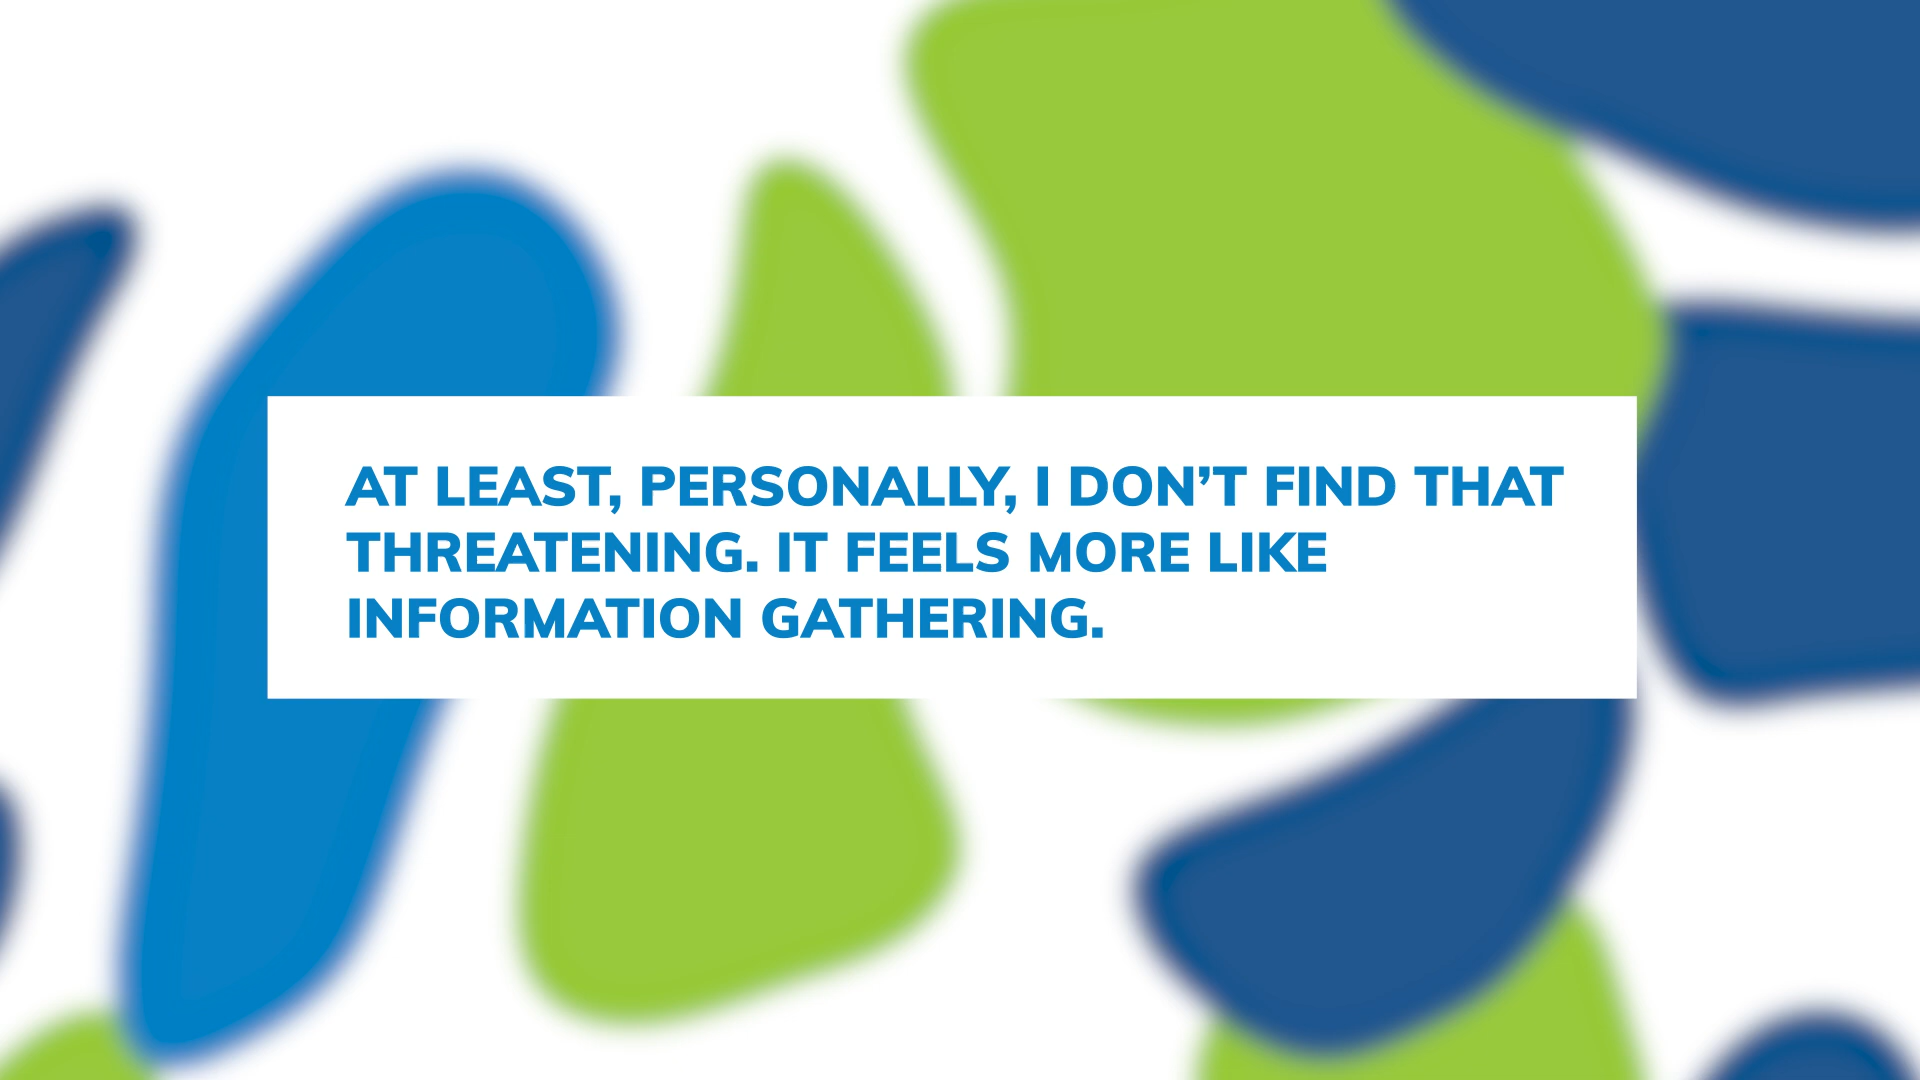 AT LEAST, PERSONALLY, I DON’T FIND THAT
THREATENING. IT FEELS MORE LIKE
INFORMATION GATHERING.